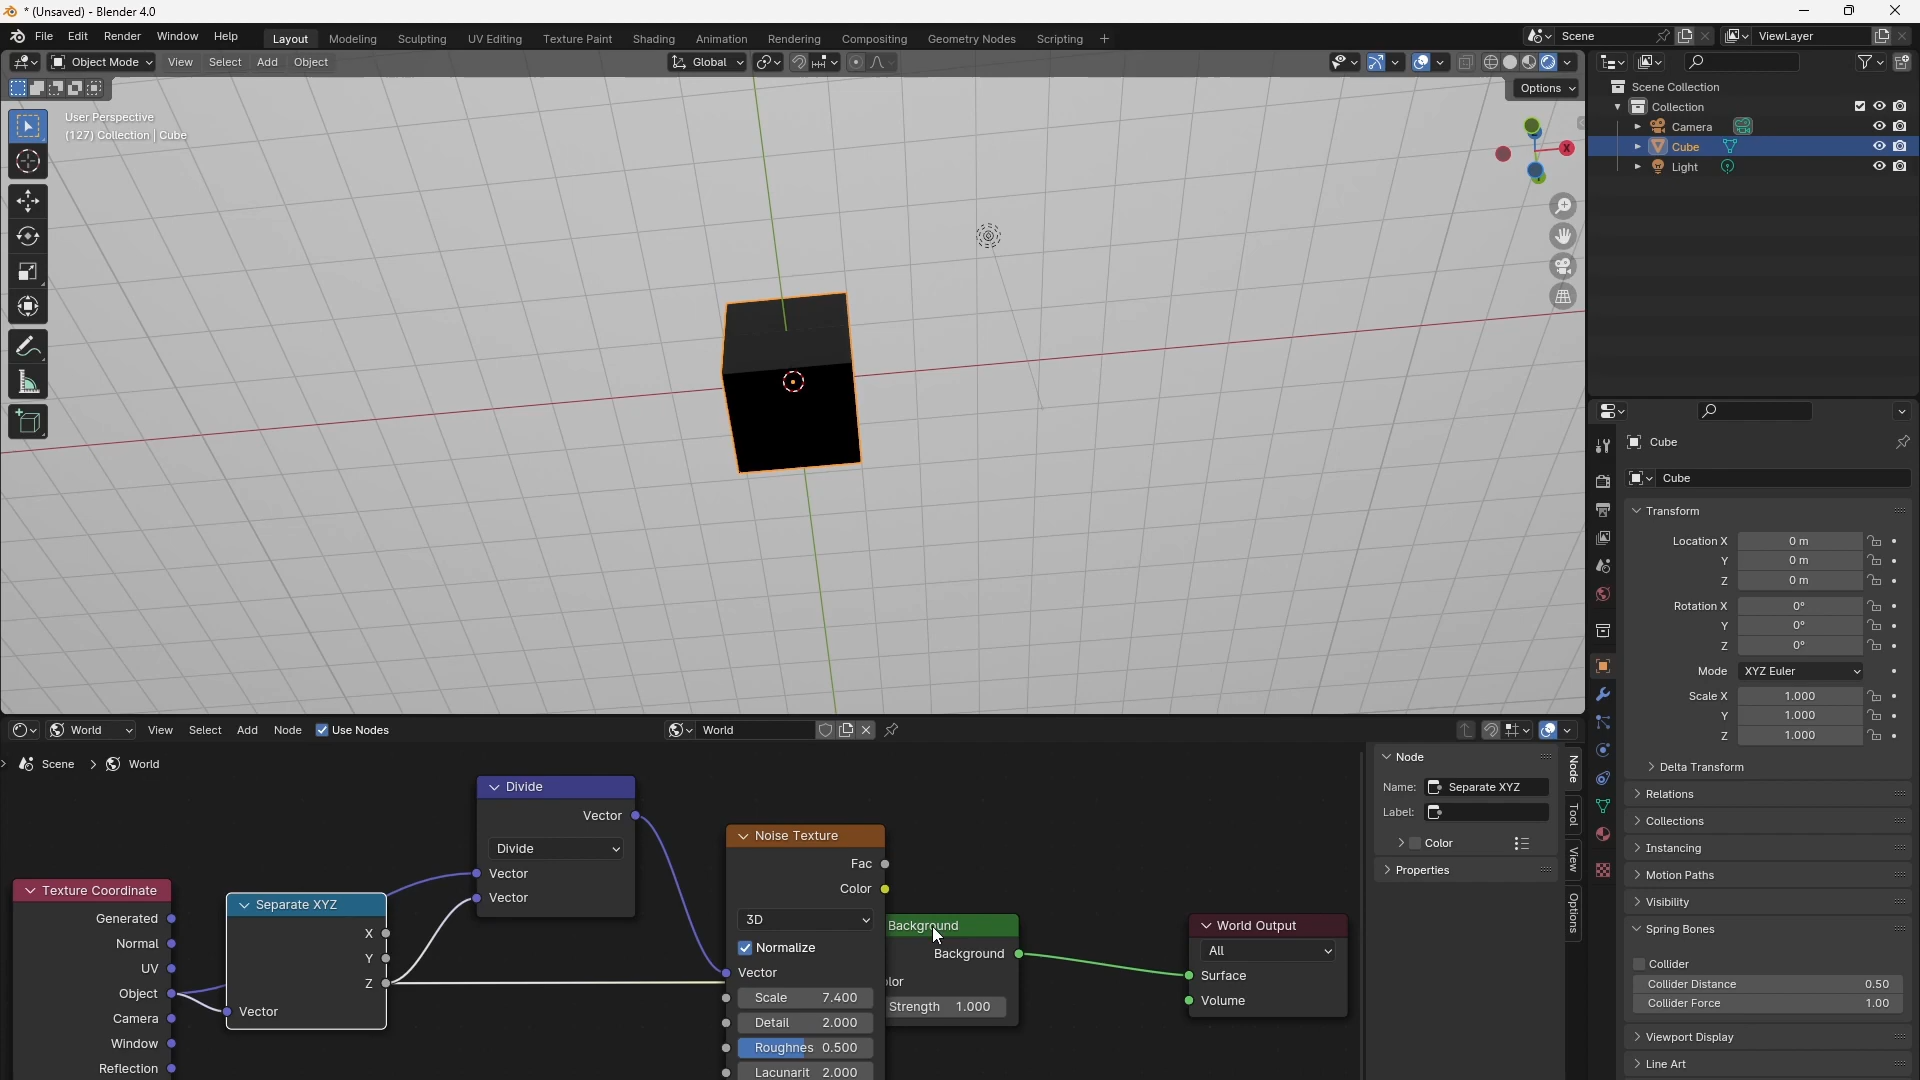 * (Unsaved) - Blender 4.0
File Edit Render Window Help
Layout Modeling Sculpting UV Editing Texture Paint Shading Animation Rendering Compositing Geometry Nodes Scripting +
Scene
ViewLayer
Object Mode View Select Add Object
Global
Options
User Perspective
(127) Collection | Cube
X
Scene Collection
Collection
Camera
Cube
Light
Cube
Cube
Transform
Location X 0 m
Y 0 m
Z 0 m
Rotation X 0°
Y 0°
Z 0°
Mode XYZ Euler
Scale X 1.000
Y 1.000
Z 1.000
Delta Transform
Relations
Collections
Instancing
Motion Paths
Visibility
Spring Bones
Collider
Collider Distance 0.50
Collider Force 1.00
Viewport Display
Line Art
World View Select Add Node Use Nodes
World
Scene > World
Texture Coordinate
Generated
Normal
UV
Object
Camera
Window
Reflection
Separate XYZ
X
Y
Z
Vector
Divide
Vector
Divide
Vector
Vector
Noise Texture
Fac
Color
3D
Normalize
Vector
Scale 7.400
Detail 2.000
Roughnes 0.500
Lacunarit 2.000
Background
Background
olor
Strength 1.000
World Output
All
Surface
Volume
Node
Name: Separate XYZ
Label:
Color
Properties
Node
Tool
View
Options